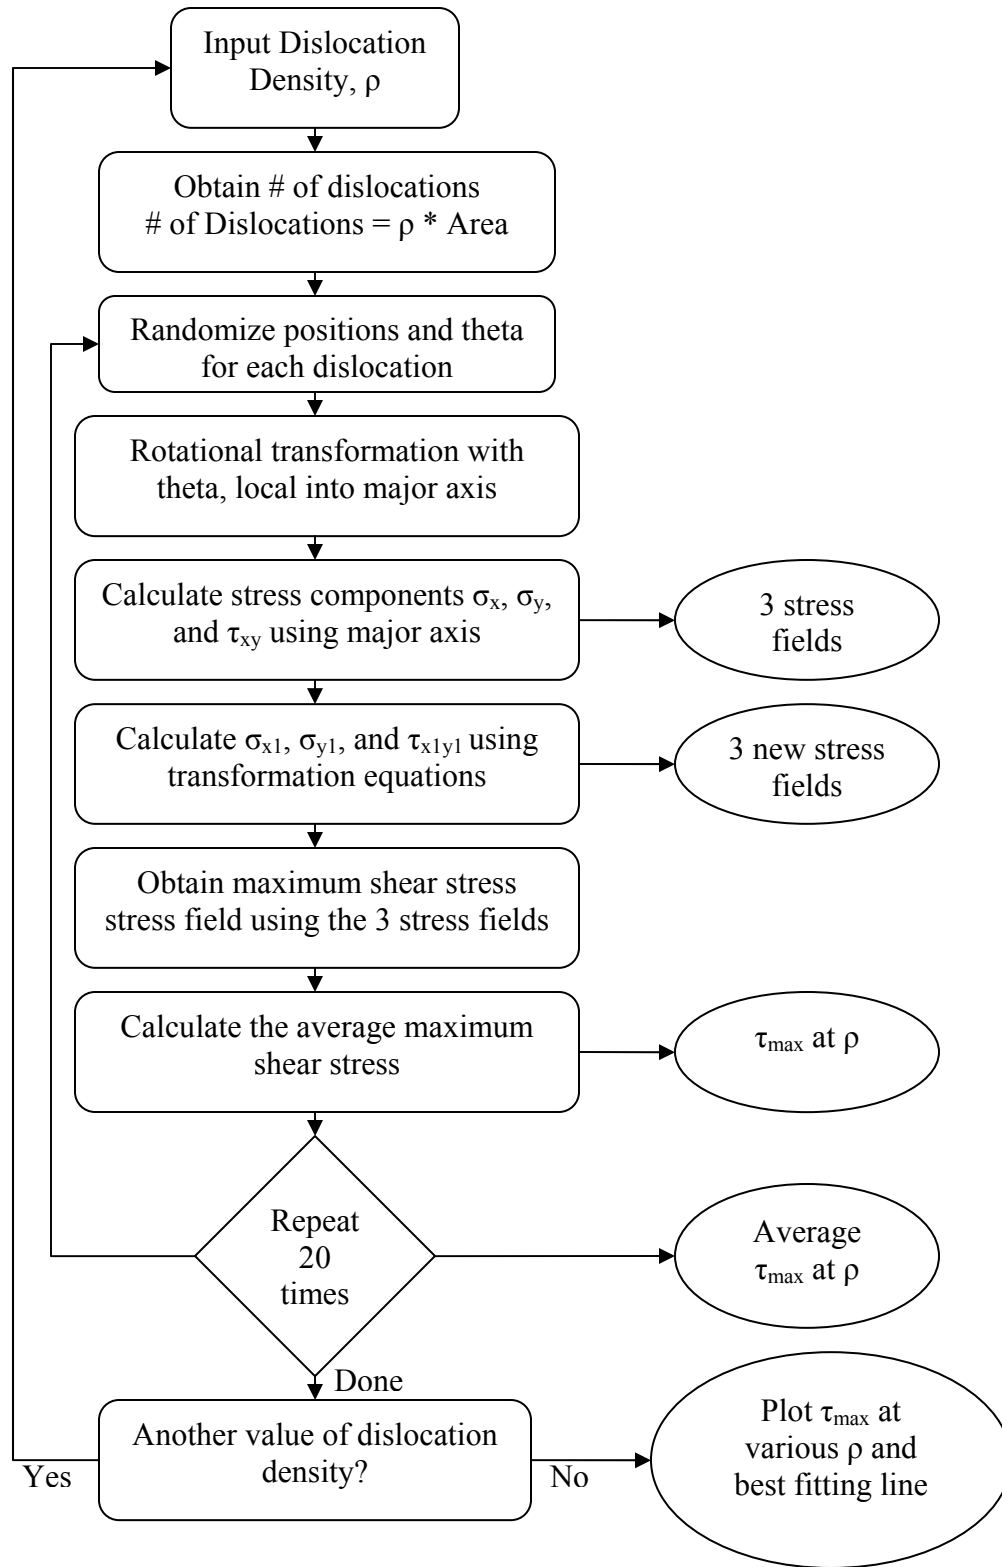 Input Dislocation
Density, ρ
Obtain # of dislocations
# of Dislocations = ρ * Area
Randomize positions and theta
for each dislocation
Rotational transformation with
theta, local into major axis
Calculate stress components σx, σy,
and τxy using major axis
3 stress
fields
Calculate σx1, σy1, and τx1y1 using
transformation equations
3 new stress
fields
Obtain maximum shear stress
stress field using the 3 stress fields
Calculate the average maximum
shear stress
τmax at ρ
Repeat
20
times
Average
τmax at ρ
Done
Another value of dislocation
density?
Yes
No
Plot τmax at
various ρ and
best fitting line